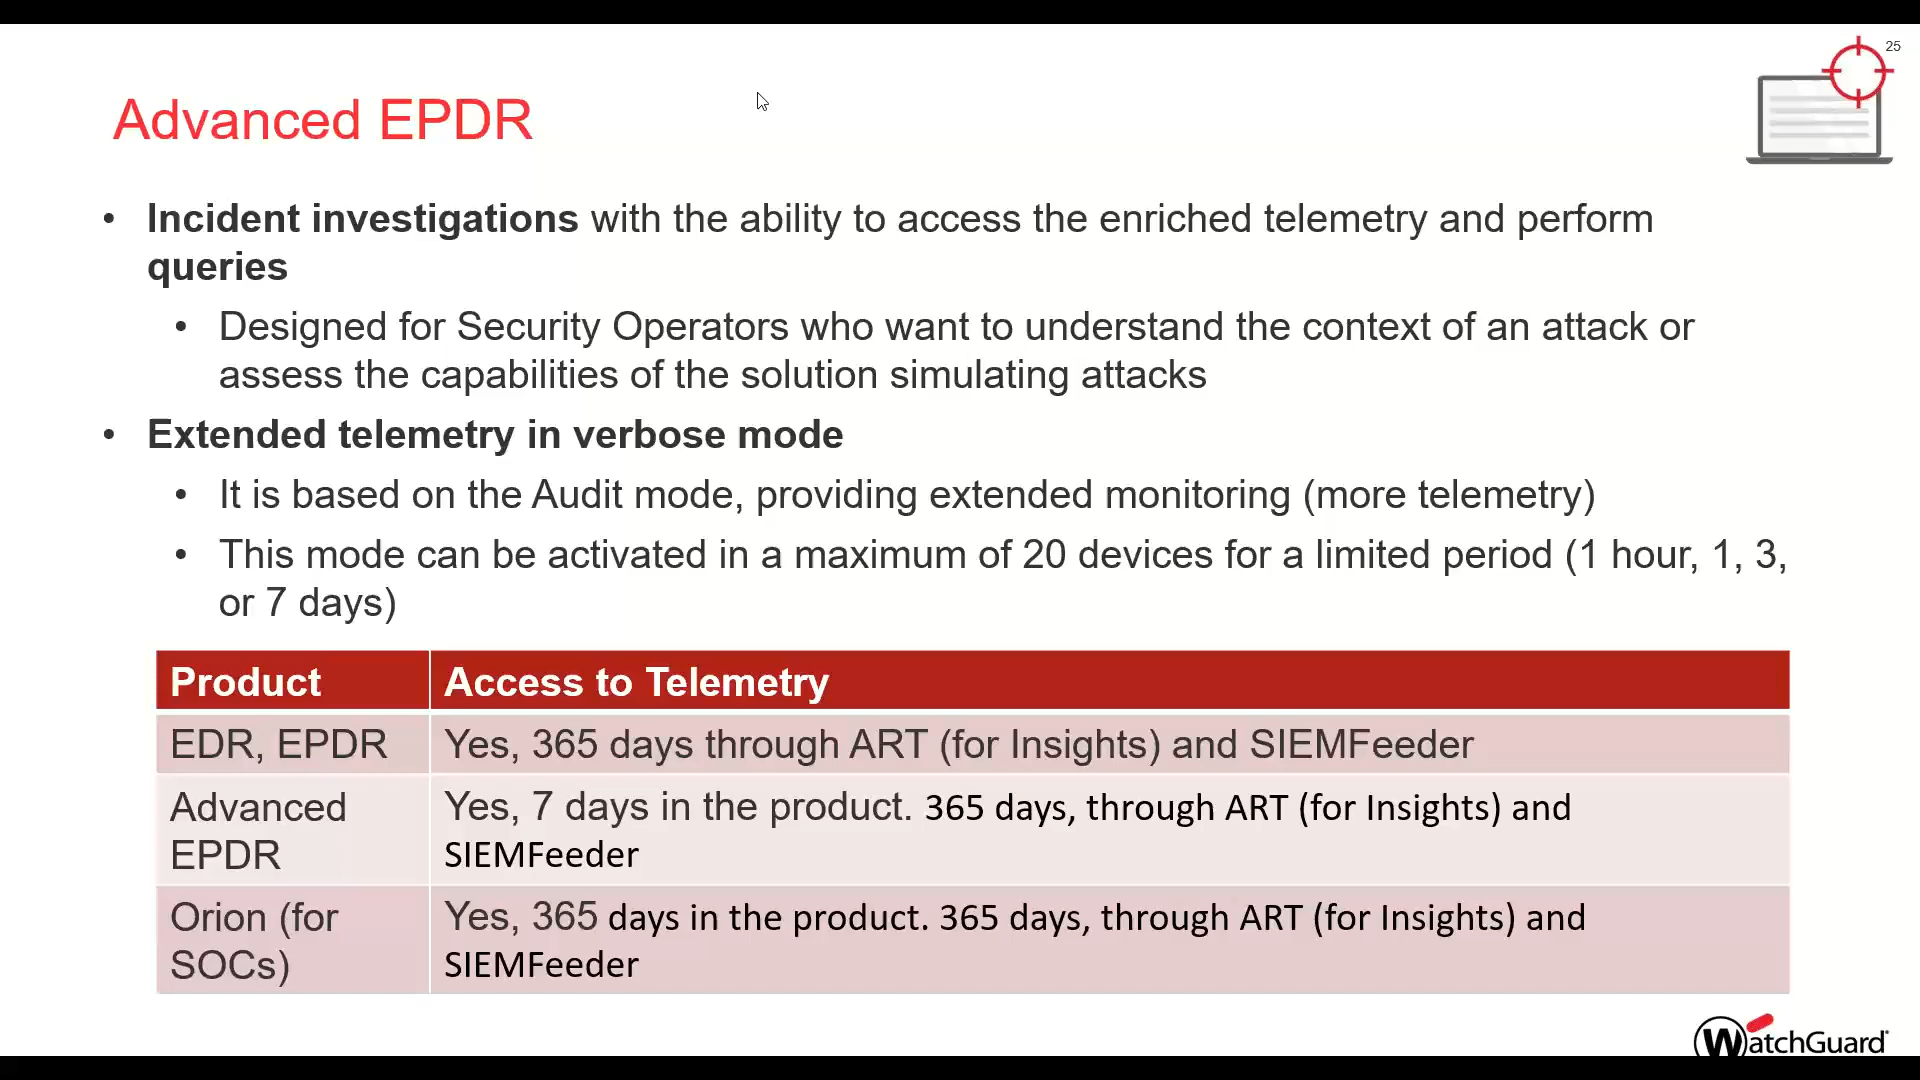 25
Advanced EPDR
• Incident investigations with the ability to access the enriched telemetry and perform
queries
• Designed for Security Operators who want to understand the context of an attack or
assess the capabilities of the solution simulating attacks
• Extended telemetry in verbose mode
• It is based on the Audit mode, providing extended monitoring (more telemetry)
• This mode can be activated in a maximum of 20 devices for a limited period (1 hour, 1, 3,
or 7 days)
Product Access to Telemetry
EDR, EPDR Yes, 365 days through ART (for Insights) and SIEMFeeder
Advanced
EPDR
Yes, 7 days in the product. 365 days, through ART (for Insights) and
SIEMFeeder
Orion (for
SOCs)
Yes, 365 days in the product. 365 days, through ART (for Insights) and
SIEMFeeder
WatchGuard